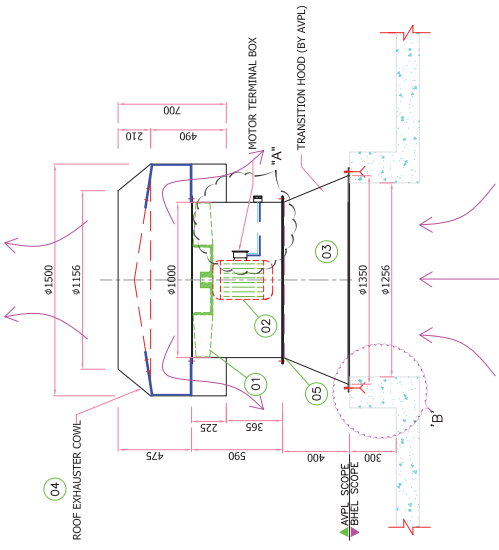 ROOF EXHAUSTER COWL
04
ϕ1500
ϕ1156
ϕ1000
700
210
490
MOTOR TERMINAL BOX
TRANSITION HOOD (BY AVPL)
"A"
03
ϕ1350
ϕ1256
02
01
05
475
225
590
365
400
300
AVPL SCOPE
BHEL SCOPE
'B'